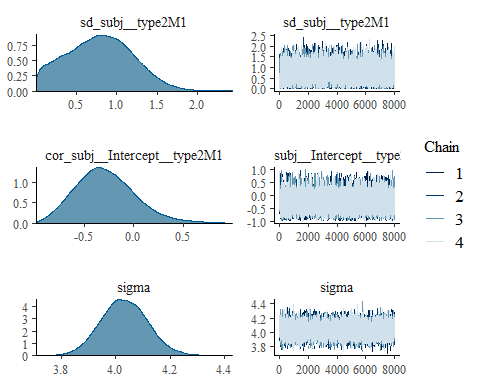 sd_subj__type2M1
sd_subj__type2M1
0.75
0.50
0.25
0.00
0.5 1.0 1.5 2.0
2.5
2.0
1.5
1.0
0.5
0.0
0 2000 4000 6000 8000
cor_subj__Intercept__type2M1
subj__Intercept__type
1.0
0.5
0.0
-0.5 0.0 0.5
1.0
0.5
0.0
-0.5
-1.0
0 2000 4000 6000 8000
Chain
1
2
3
4
sigma
sigma
4
3
2
1
0
3.8 4.0 4.2 4.4
4.4
4.2
4.0
3.8
0 2000 4000 6000 8000